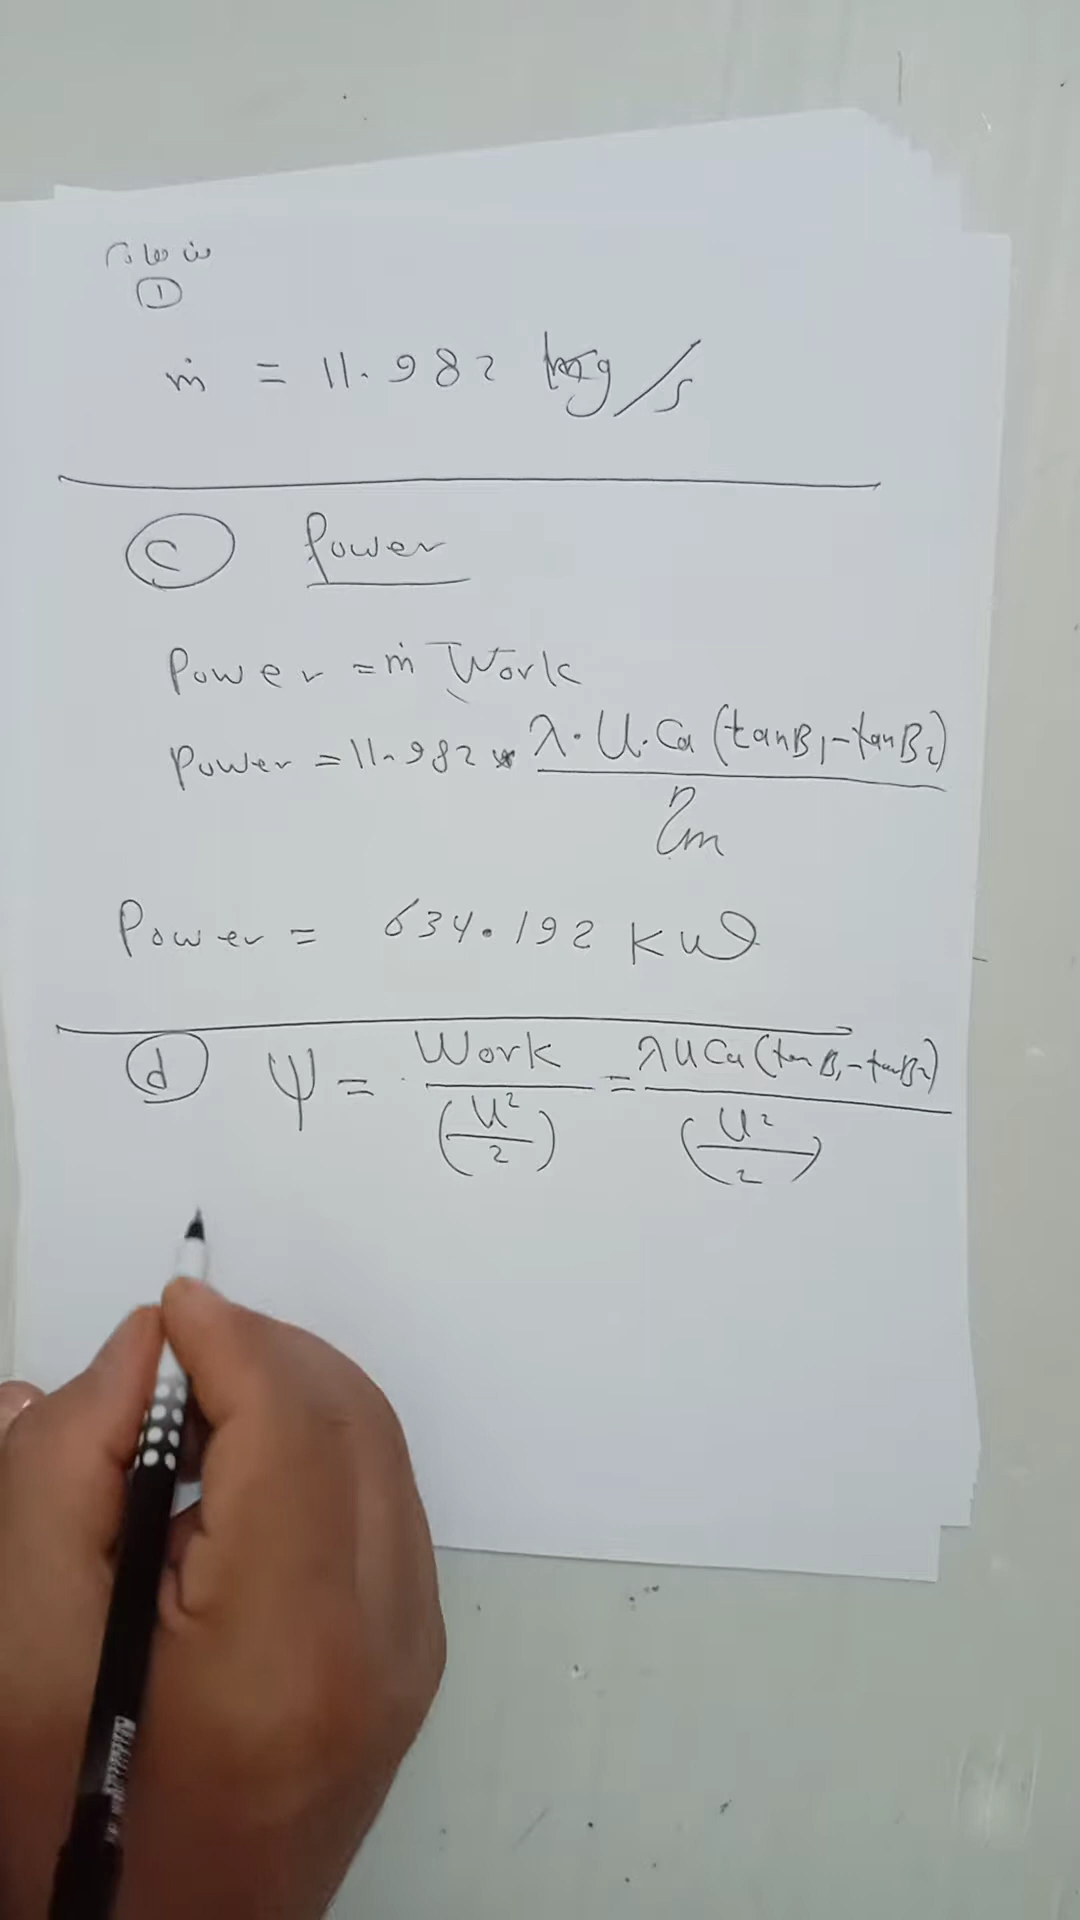 ①
ṁ = 11.982 kg/s
ⓒ Power
Power = ṁ Work
Power = 11.982 * λ·U·Ca (tanB1 - tanB2) / ηm
Power = 634.192 kW
ⓓ ψ = Work / (U²/2) = λUCa(tanB1 - tanB2) / (U²/2)